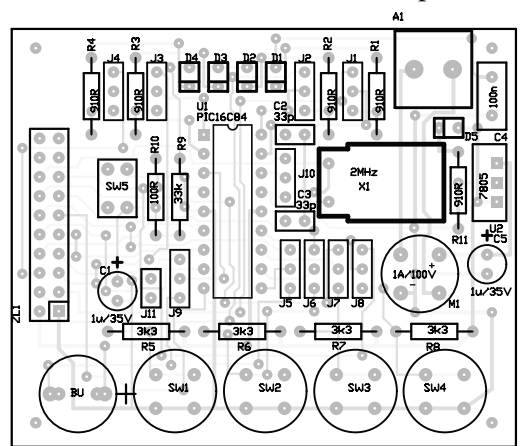 A1
R4 J4 R3 J3 D4 D3 D2 D1 J2 R2 J1 R1
910R 910R 910R 910R 100n
U1
PIC16C84
C2
33p
D5 C4
R10 R9
SW5 100R 33k
J10
C3
33p
2MHz
X1
910R 7805
R11 U2
C5
C1
1u/35V
J11 J9
J5 J6 J7 J8
1A/100V
+
-
M1
1u/35V
ZL1
3k3 3k3 3k3 3k3
R5 R6 R7 R8
BU SW1 SW2 SW3 SW4